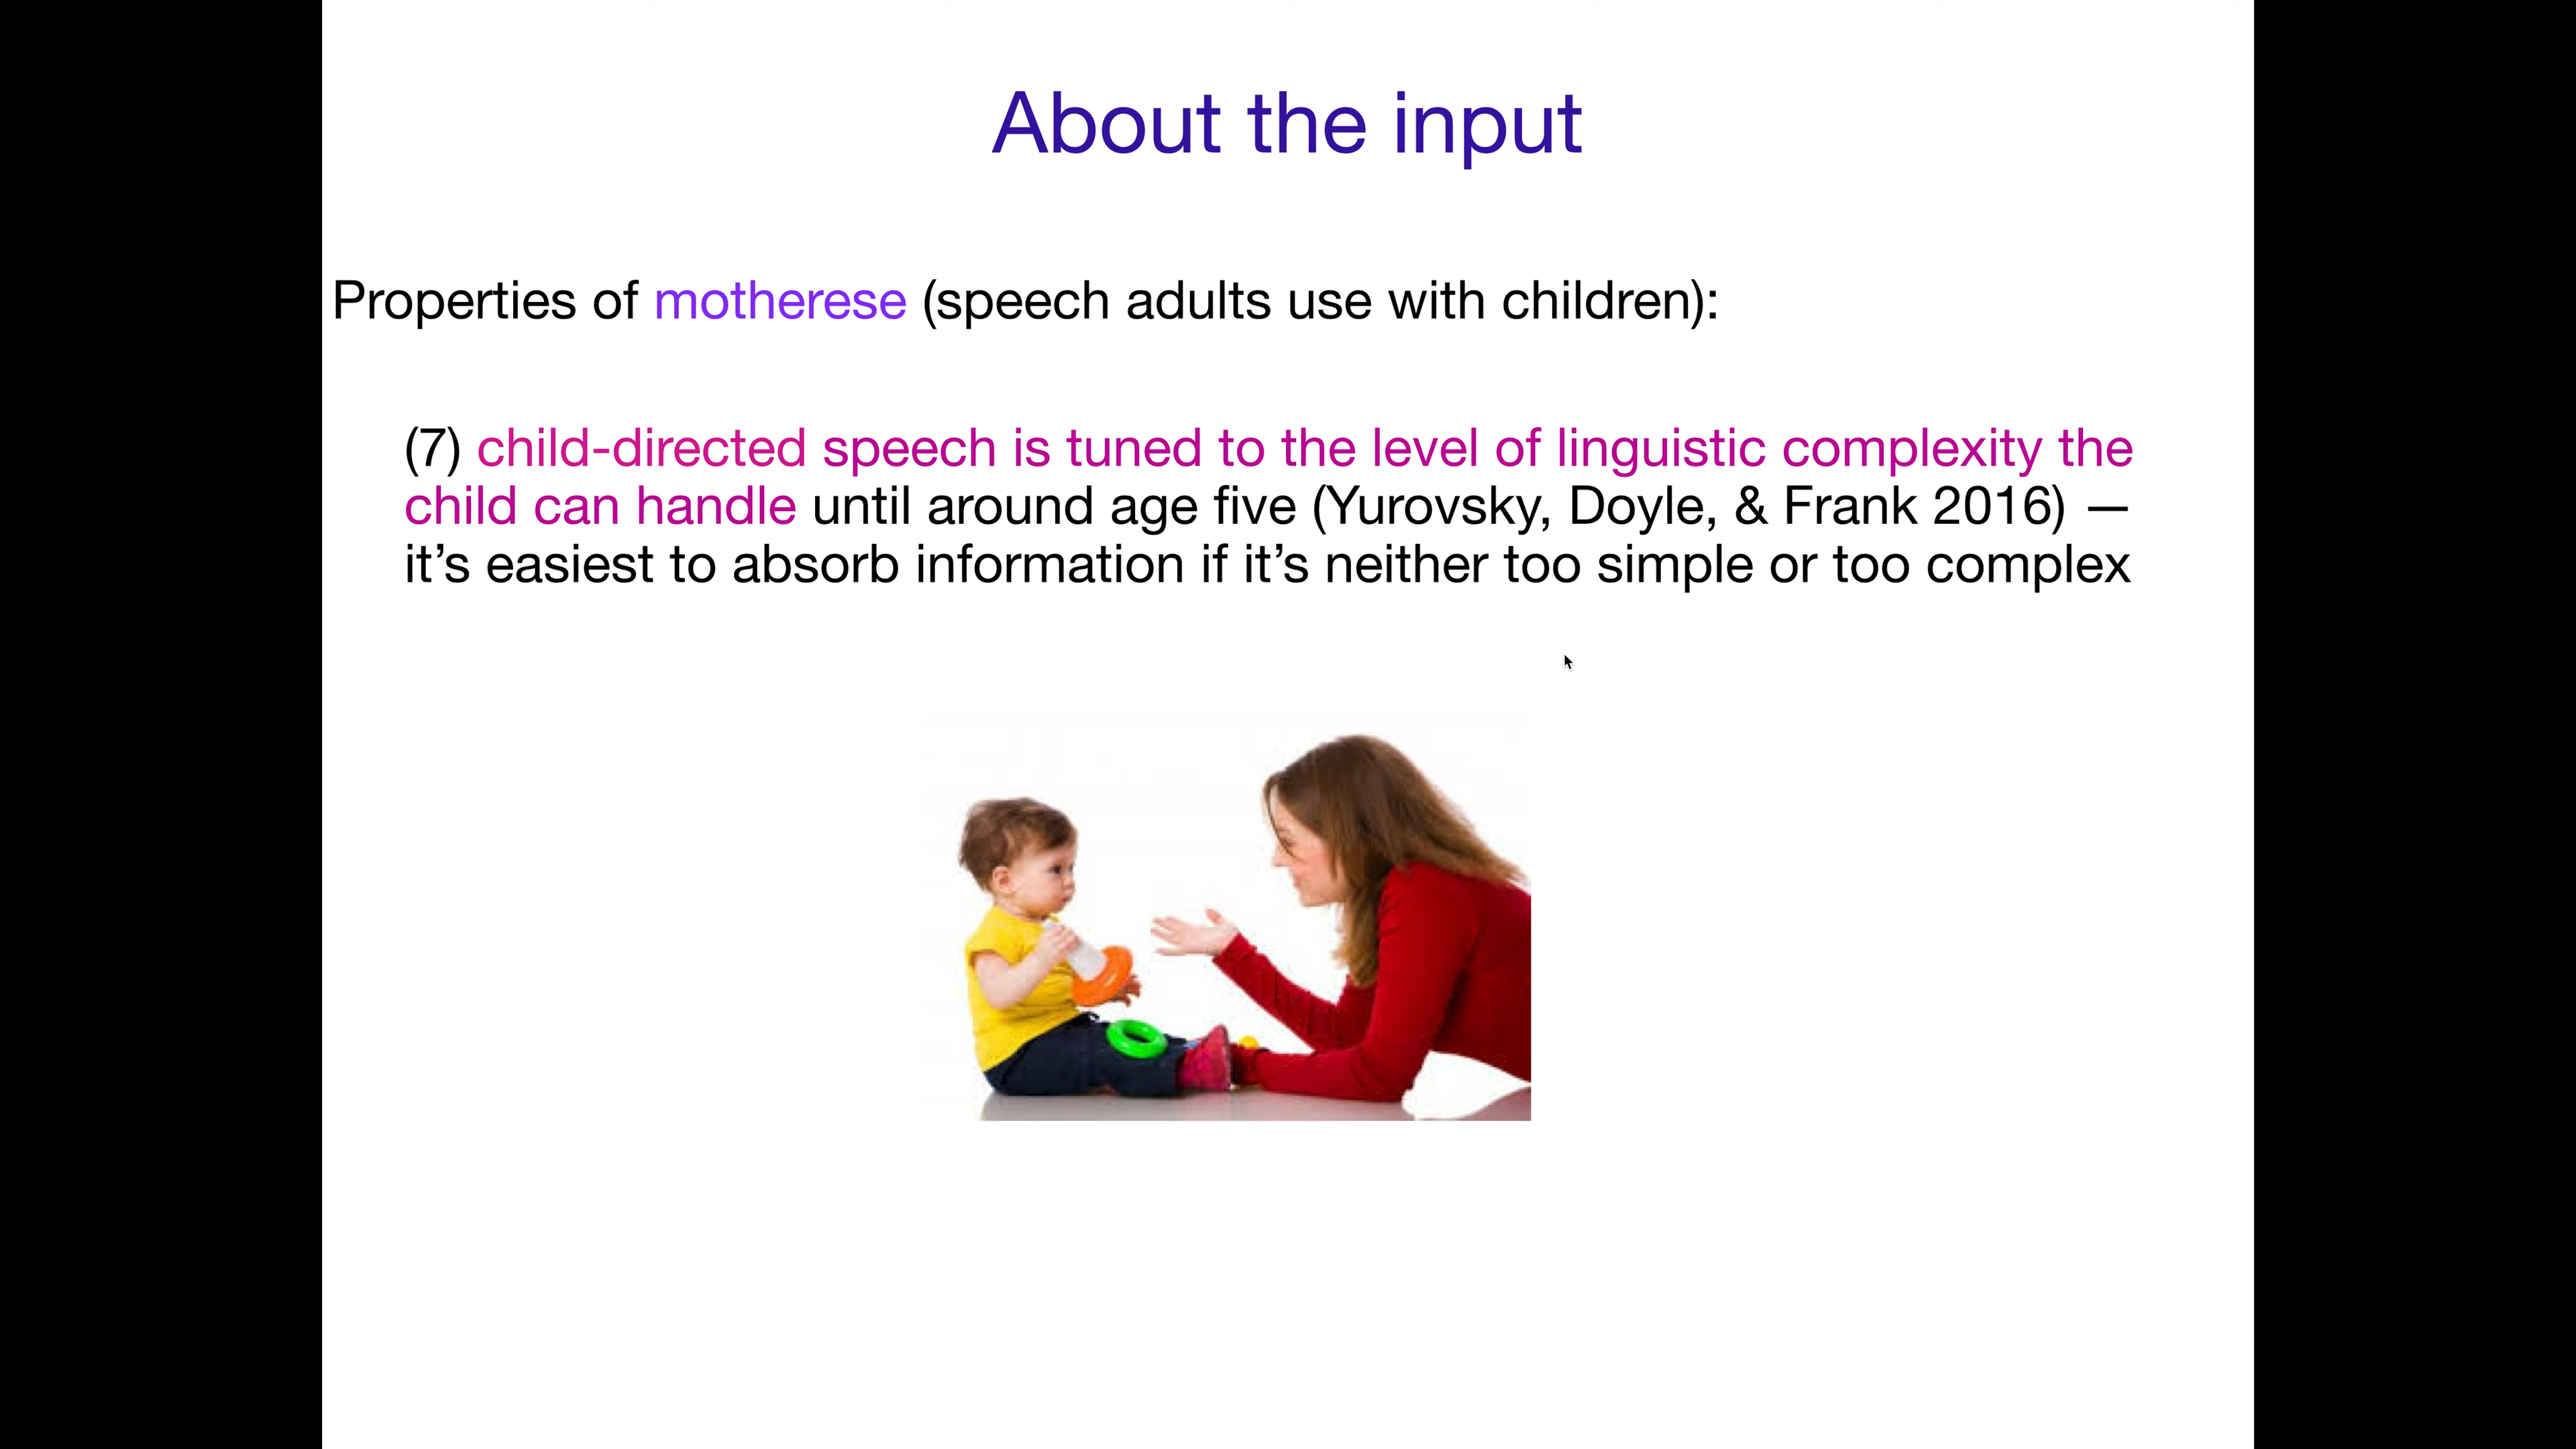 About the input
Properties of motherese (speech adults use with children):
(7) child-directed speech is tuned to the level of linguistic complexity the
child can handle until around age five (Yurovsky, Doyle, & Frank 2016) —
it’s easiest to absorb information if it’s neither too simple or too complex